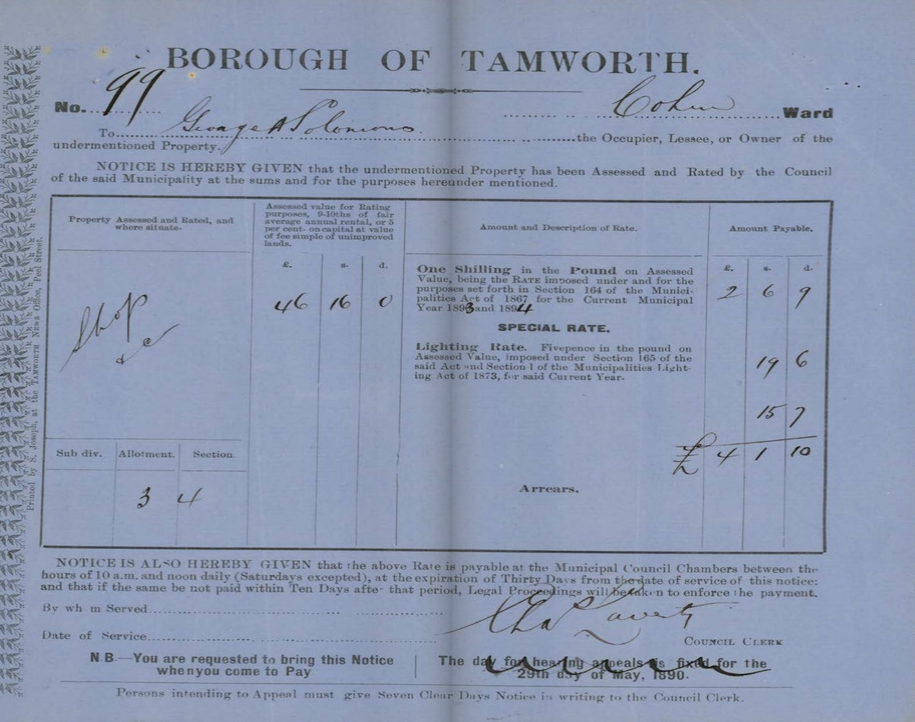 BOROUGH OF TAMWORTH.
No. 99 Cohen Ward
To George A Solomons the Occupier, Lessee, or Owner of the
undermentioned Property.
NOTICE IS HEREBY GIVEN that the undermentioned Property has been Assessed and Rated by the Council
of the said Municipality at the sums and for the purposes hereunder mentioned.
Property Assessed and Rated, and
where situate.
Assessed value for Rating
purposes, 9-10ths of fair
average annual rental, or 5
per cent. on capital at value
of fee simple of unimproved
lands.
Amount and Description of Rate.
Amount Payable.
£. s. d.
46 16 0
Shop
&c
One Shilling in the Pound on Assessed
Value, being the RATE imposed under and for the
purposes set forth in Section 164 of the Munici-
palities Act of 1867 for the Current Municipal
Year 1893 and 1894
£. s. d.
2 6 9
SPECIAL RATE.
Lighting Rate. Fivepence in the pound on
Assessed Value, imposed under Section 165 of the
said Act and Section 1 of the Municipalities Light-
ing Act of 1873, for said Current Year.
19 6
15 7
£ 4 1 10
Arrears.
Sub div. Allotment. Section.
3 4
NOTICE IS ALSO HEREBY GIVEN that the above Rate is payable at the Municipal Council Chambers between the
hours of 10 a.m. and noon daily (Saturdays excepted), at the expiration of Thirty Days from the date of service of this notice:
and that if the same be not paid within Ten Days after that period, Legal Proceedings will be taken to enforce the payment.
By wh m Served
Date of Service
COUNCIL CLERK
N B.—You are requested to bring this Notice
when you come to Pay
The day for hearing appeals is fixed for the
29th day of May, 1890.
Persons intending to Appeal must give Seven Clear Days Notice in writing to the Council Clerk.
Printed by S. Joseph, at the TAMWORTH NEWS Office, Peel Street.